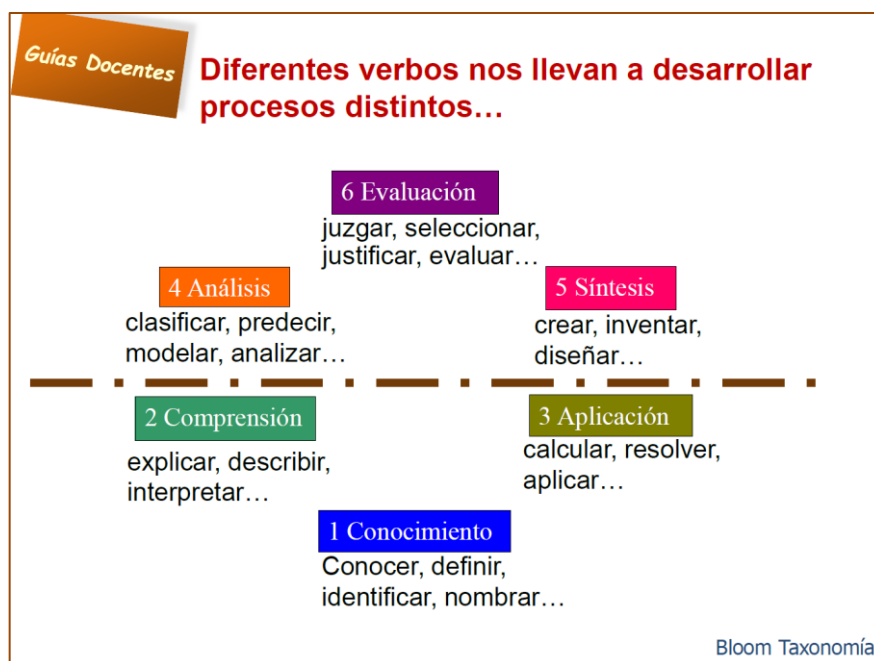 Guías Docentes
Diferentes verbos nos llevan a desarrollar
procesos distintos…
6 Evaluación
juzgar, seleccionar,
justificar, evaluar…
4 Análisis
clasificar, predecir,
modelar, analizar…
5 Síntesis
crear, inventar,
diseñar…
2 Comprensión
explicar, describir,
interpretar…
3 Aplicación
calcular, resolver,
aplicar…
1 Conocimiento
Conocer, definir,
identificar, nombrar…
Bloom Taxonomía